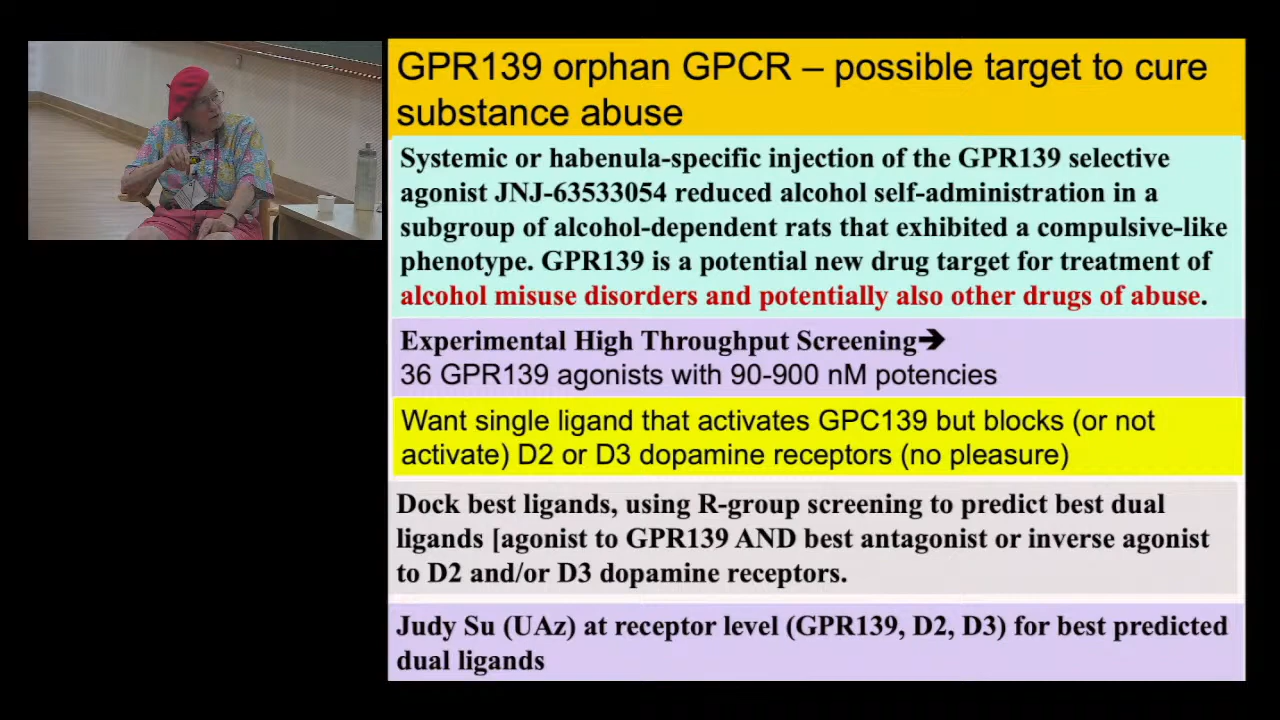 GPR139 orphan GPCR – possible target to cure
substance abuse
Systemic or habenula-specific injection of the GPR139 selective
agonist JNJ-63533054 reduced alcohol self-administration in a
subgroup of alcohol-dependent rats that exhibited a compulsive-like
phenotype. GPR139 is a potential new drug target for treatment of
alcohol misuse disorders and potentially also other drugs of abuse.
Experimental High Throughput Screening➔
36 GPR139 agonists with 90-900 nM potencies
Want single ligand that activates GPC139 but blocks (or not
activate) D2 or D3 dopamine receptors (no pleasure)
Dock best ligands, using R-group screening to predict best dual
ligands [agonist to GPR139 AND best antagonist or inverse agonist
to D2 and/or D3 dopamine receptors.
Judy Su (UAz) at receptor level (GPR139, D2, D3) for best predicted
dual ligands